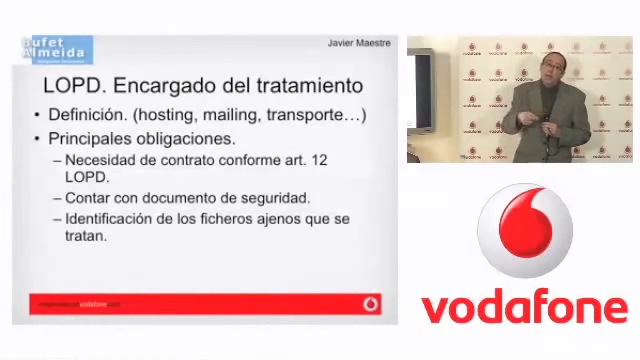 Bufet
Almeida
Javier Maestre
LOPD. Encargado del tratamiento
• Definición. (hosting, mailing, transporte…)
• Principales obligaciones.
– Necesidad de contrato conforme art. 12
LOPD.
– Contar con documento de seguridad.
– Identificación de los ficheros ajenos que se
tratan.
vodafone